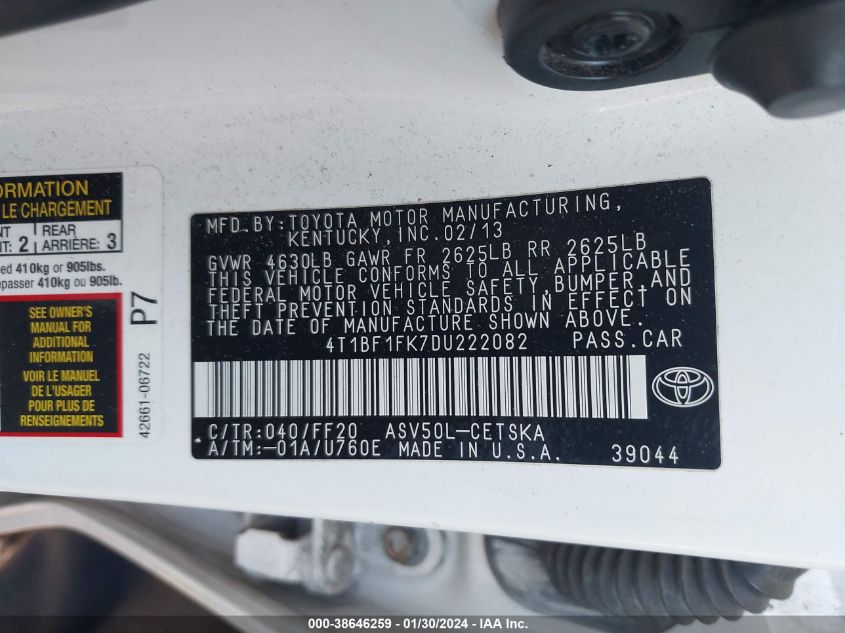 ORMATION
LE CHARGEMENT
NT 2 REAR 3
NT: ARRIÈRE:
ed 410kg or 905lbs.
epasser 410kg ou 905lb.
SEE OWNER'S
MANUAL FOR
ADDITIONAL
INFORMATION
VOIR LE MANUEL
DE L'USAGER
POUR PLUS DE
RENSEIGNEMENTS
P7
42661-06722
MFD.BY:TOYOTA MOTOR MANUFACTURING,
KENTUCKY,INC.02/13
GVWR 4630LB GAWR FR 2625LB RR 2625LB
THIS VEHICLE CONFORMS TO ALL APPLICABLE
FEDERAL MOTOR VEHICLE SAFETY,BUMPER,AND
THEFT PREVENTION STANDARDS IN EFFECT ON
THE DATE OF MANUFACTURE SHOWN ABOVE.
4T1BF1FK7DU222082 PASS.CAR
C/TR:040/FF20 ASV50L-CETSKA
A/TM:-01A/U760E MADE IN U.S.A. 39044
000-38646259 - 01/30/2024 - IAA Inc.